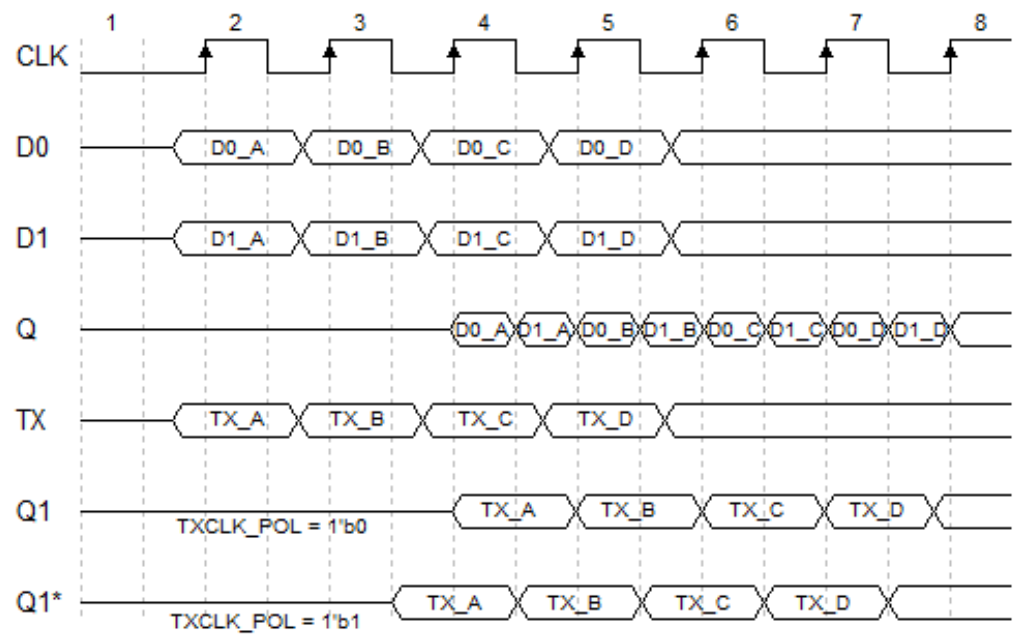 1 2 3 4 5 6 7 8
CLK
D0 D0_A D0_B D0_C D0_D
D1 D1_A D1_B D1_C D1_D
Q D0_A D1_A D0_B D1_B D0_C D1_C D0_D D1_D
TX TX_A TX_B TX_C TX_D
Q1 TX_A TX_B TX_C TX_D
TXCLK_POL = 1'b0
Q1* TX_A TX_B TX_C TX_D
TXCLK_POL = 1'b1